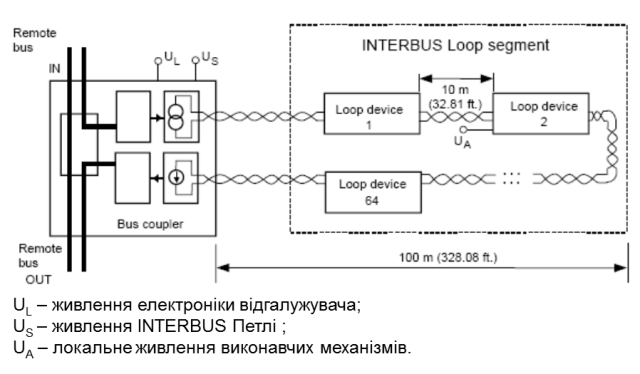 Remote
bus
IN
U_L
U_S
INTERBUS Loop segment
10 m
(32.81 ft.)
Loop device
1
Loop device
2
U_A
Loop device
64
Bus coupler
Remote
bus
OUT
100 m (328.08 ft.)
U_L – живлення електроніки відгалужувача;
U_S – живлення INTERBUS Петлі ;
U_A – локальне живлення виконавчих механізмів.